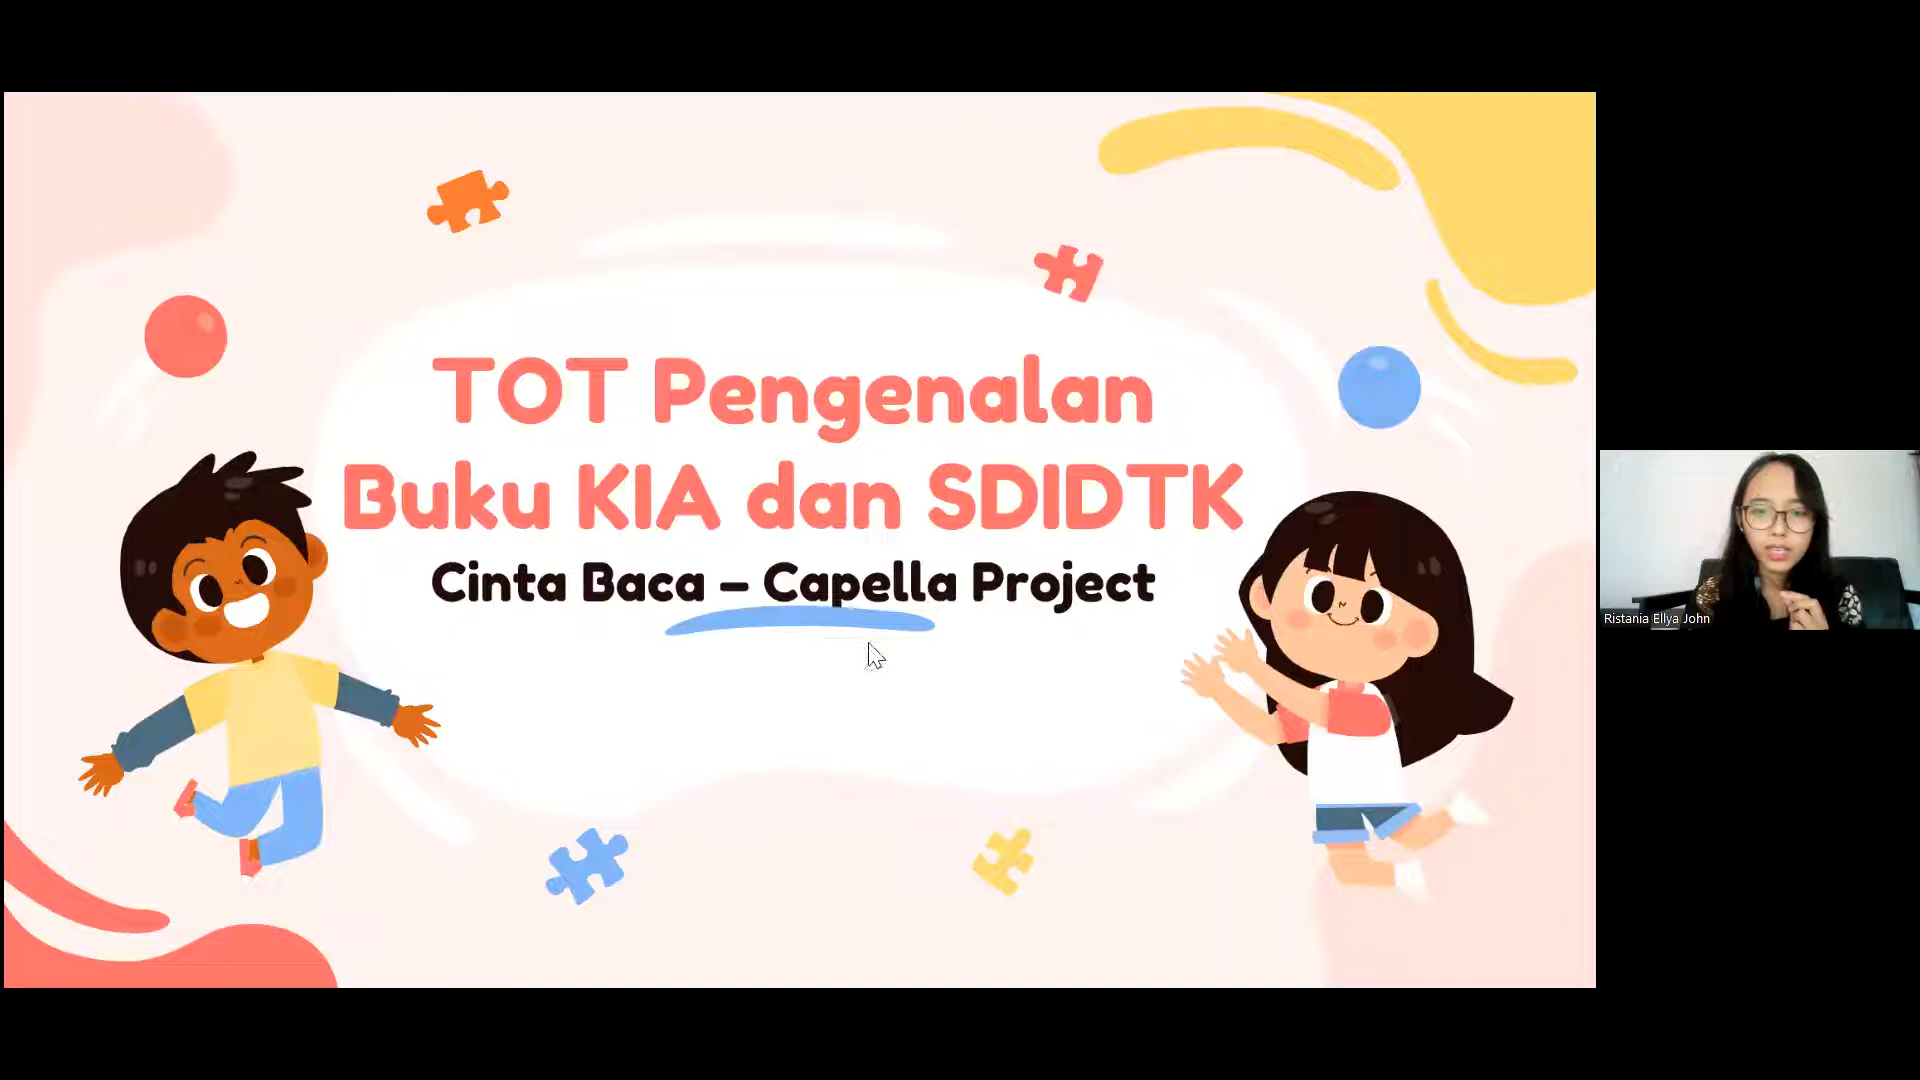 TOT Pengenalan
Buku KIA dan SDIDTK
Cinta Baca – Capella Project
Ristania Ellya John